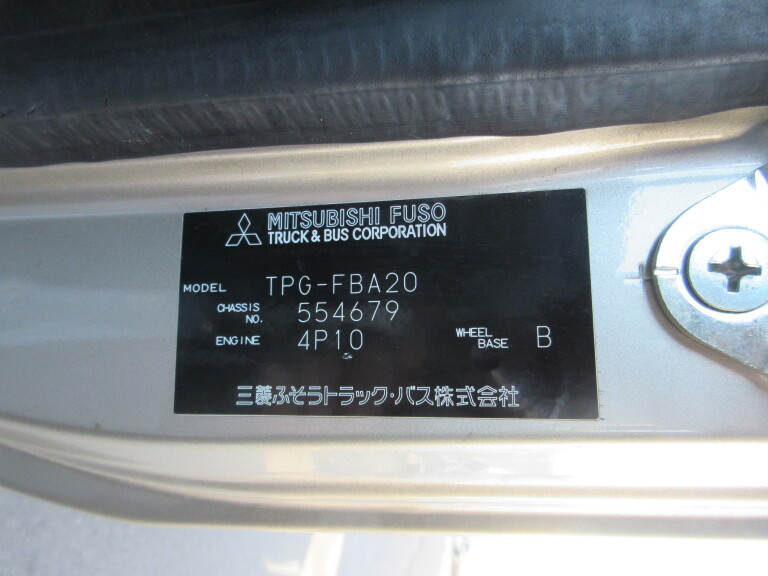 MITSUBISHI FUSO
TRUCK & BUS CORPORATION
MODEL TPG-FBA20
CHASSIS NO. 554679
ENGINE 4P10 WHEEL BASE B
三菱ふそうトラック・バス株式会社